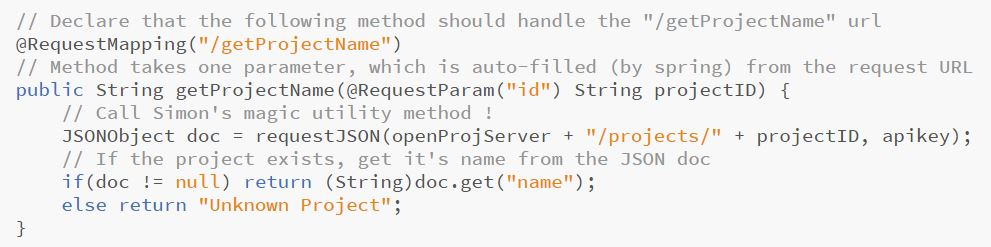 // Declare that the following method should handle the "/getProjectName" url
@RequestMapping("/getProjectName")
// Method takes one parameter, which is auto-filled (by spring) from the request URL
public String getProjectName(@RequestParam("id") String projectID) {
    // Call Simon's magic utility method !
    JSONObject doc = requestJSON(openProjServer + "/projects/" + projectID, apikey);
    // If the project exists, get it's name from the JSON doc
    if(doc != null) return (String)doc.get("name");
    else return "Unknown Project";
}